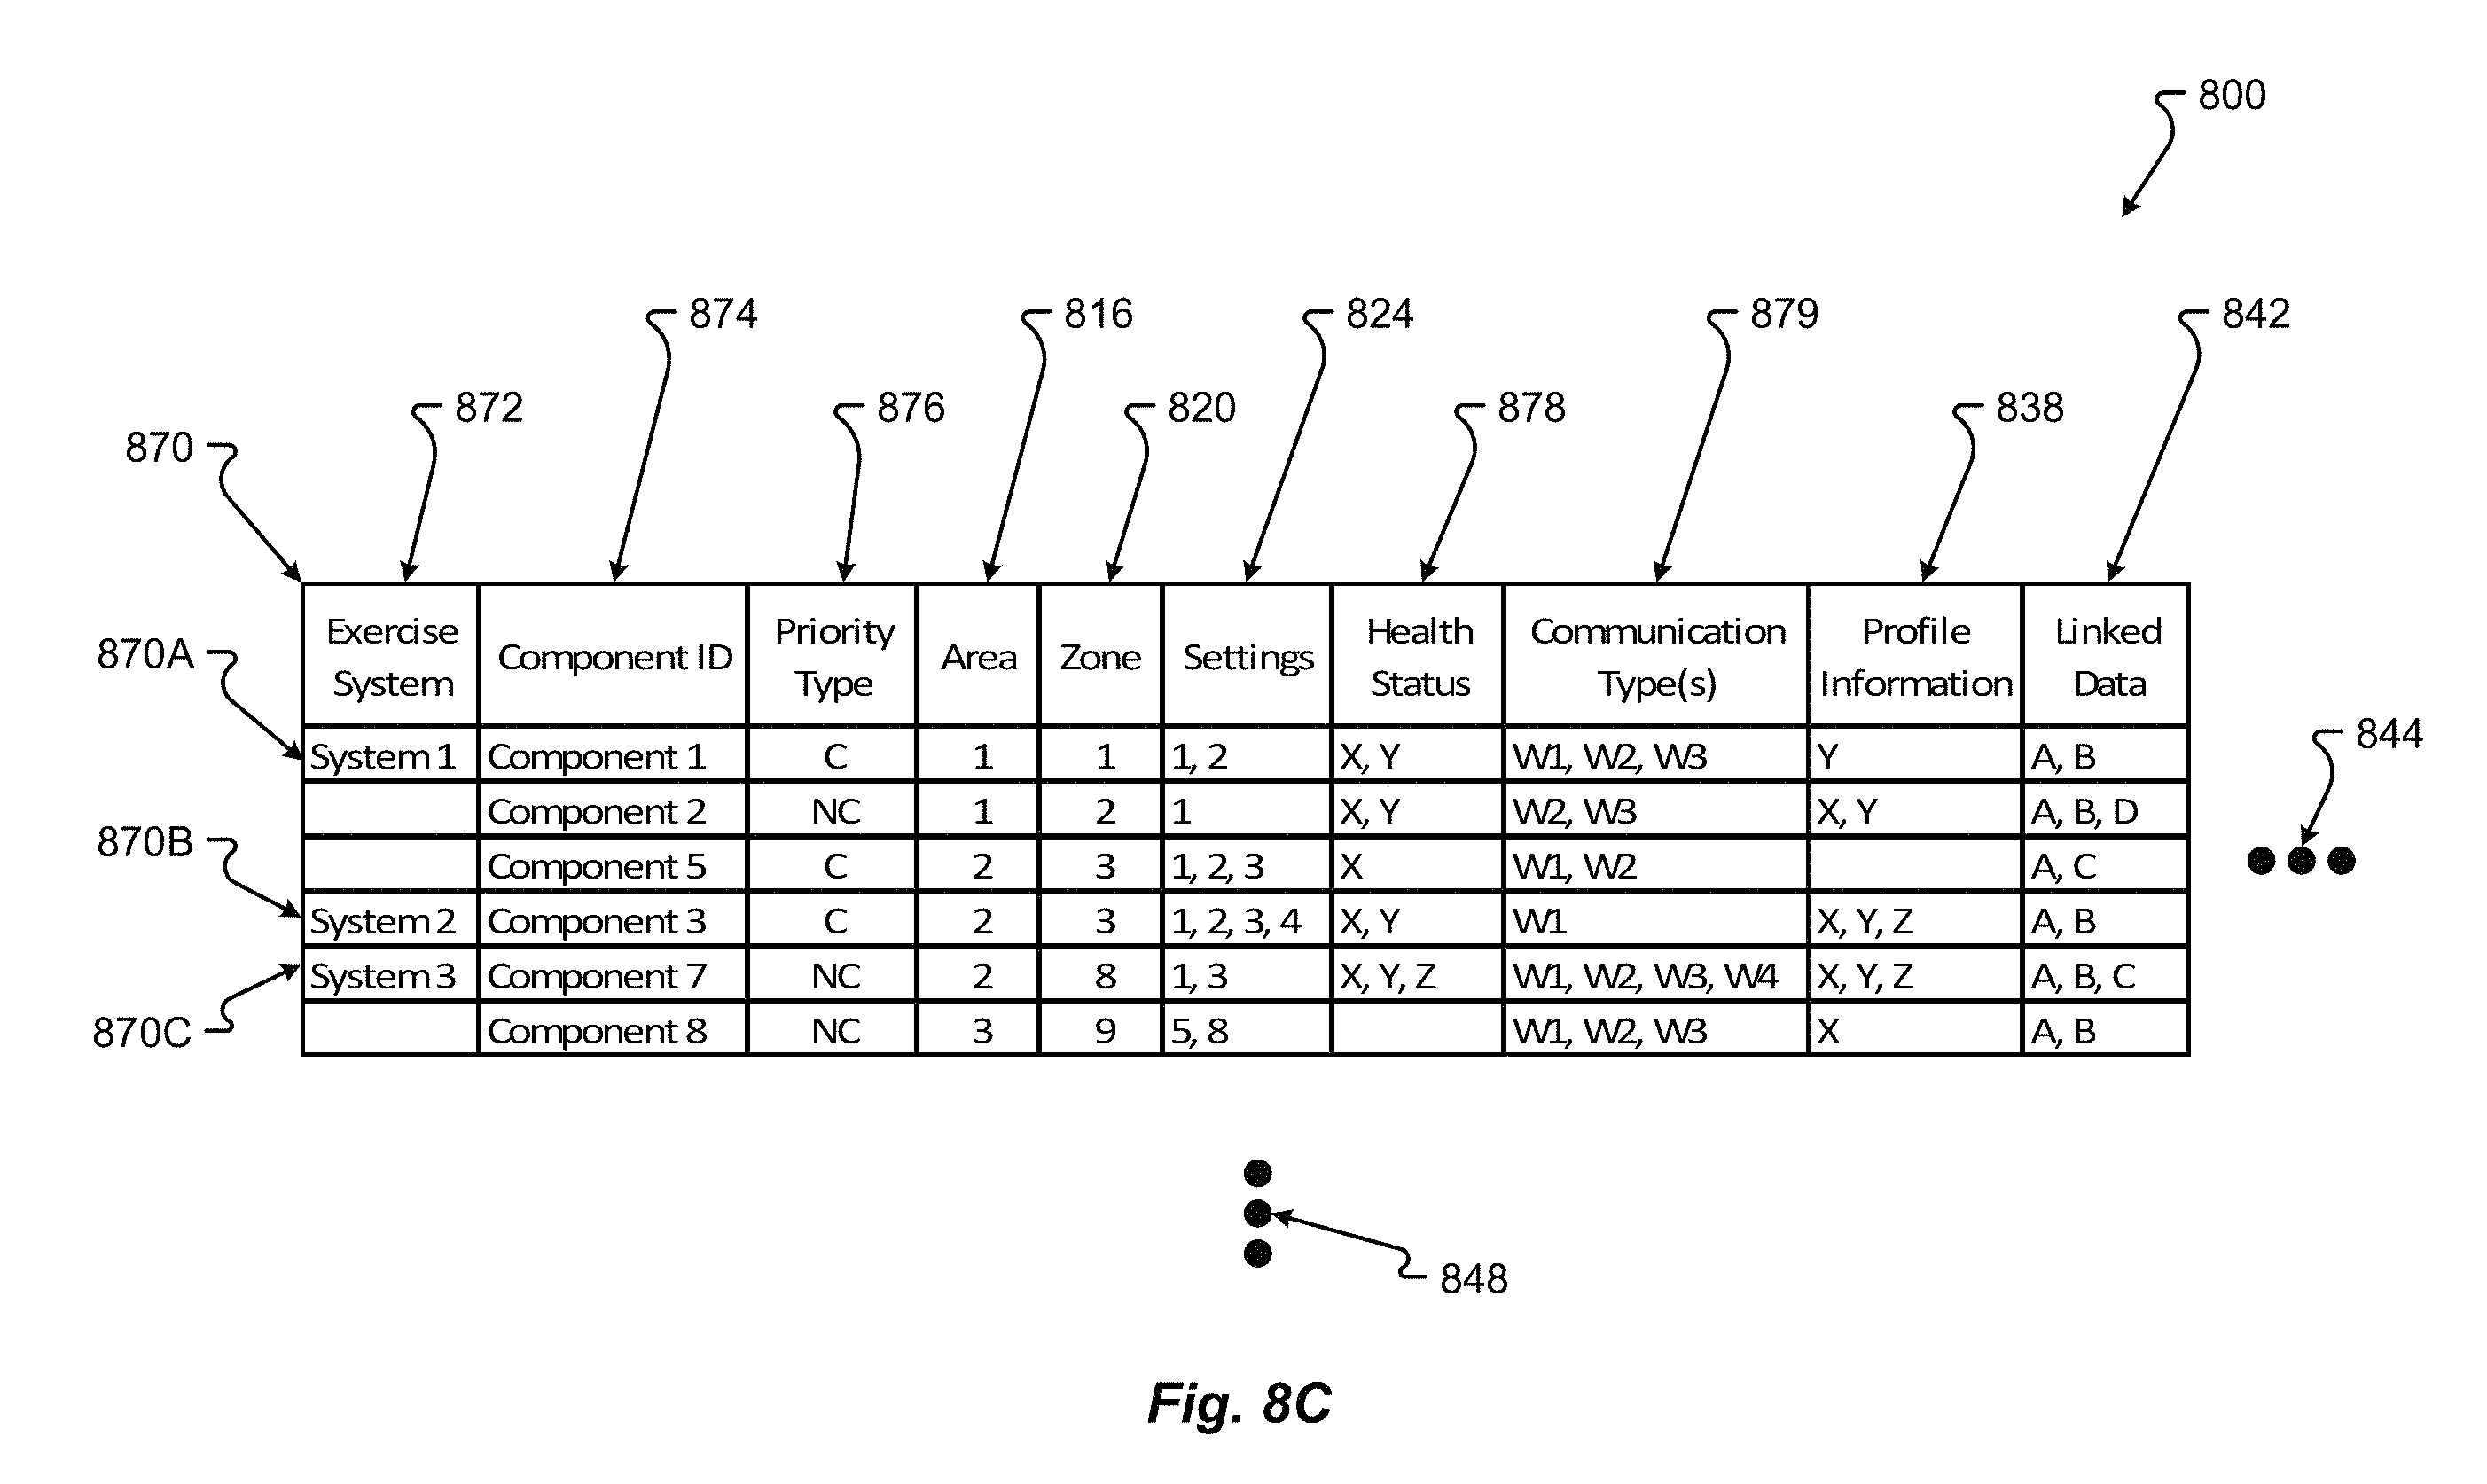 800
874 816 824 879 842
872 876 820 878 838
870
870A
Exercise System Component ID Priority Type Area Zone Settings Health Status Communication Type(s) Profile Information Linked Data
System 1 Component 1 C 1 1 1, 2 X, Y W1, W2, W3 Y A, B
844
Component 2 NC 1 2 1 X, Y W2, W3 X, Y A, B, D
870B
Component 5 C 2 3 1, 2, 3 X W1, W2 A, C
System 2 Component 3 C 2 3 1, 2, 3, 4 X, Y W1 X, Y, Z A, B
System 3 Component 7 NC 2 8 1, 3 X, Y, Z W1, W2, W3, W4 X, Y, Z A, B, C
870C
Component 8 NC 3 9 5, 8 W1, W2, W3 X A, B
848
Fig. 8C